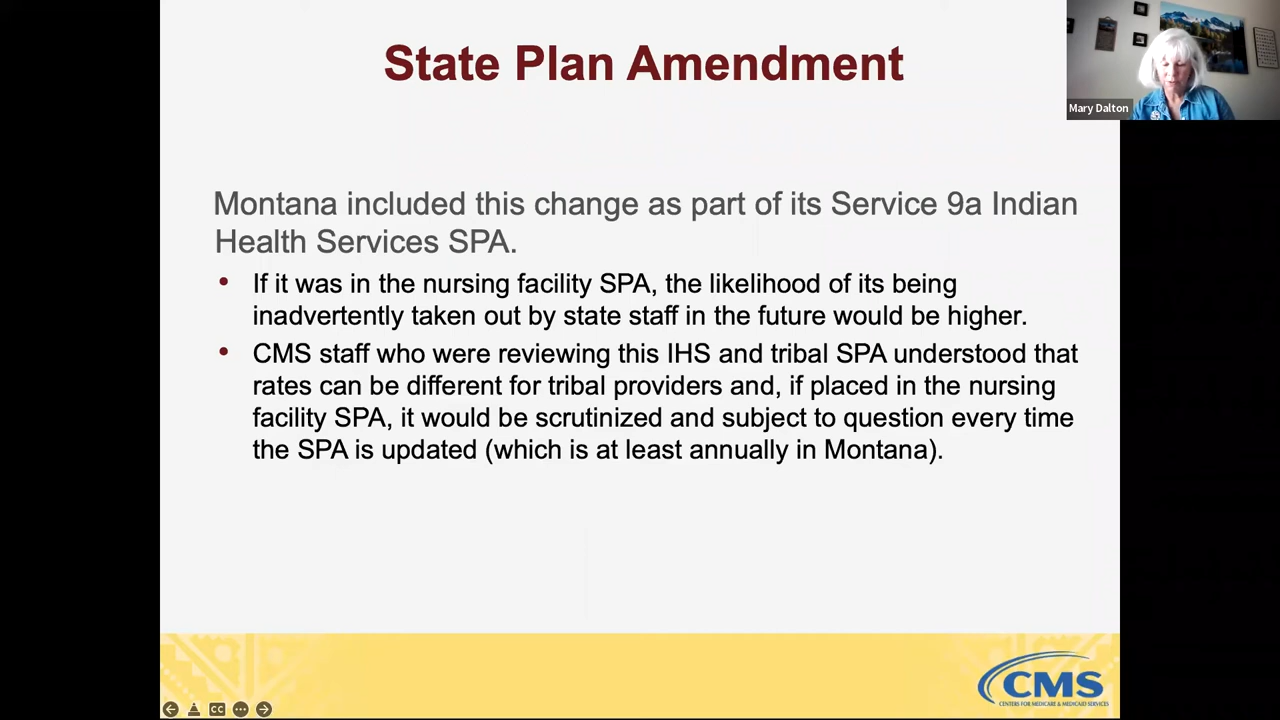 State Plan Amendment
Mary Dalton
Montana included this change as part of its Service 9a Indian
Health Services SPA.
• If it was in the nursing facility SPA, the likelihood of its being
inadvertently taken out by state staff in the future would be higher.
• CMS staff who were reviewing this IHS and tribal SPA understood that
rates can be different for tribal providers and, if placed in the nursing
facility SPA, it would be scrutinized and subject to question every time
the SPA is updated (which is at least annually in Montana).
CC
CMS
CENTERS FOR MEDICARE & MEDICAID SERVICES